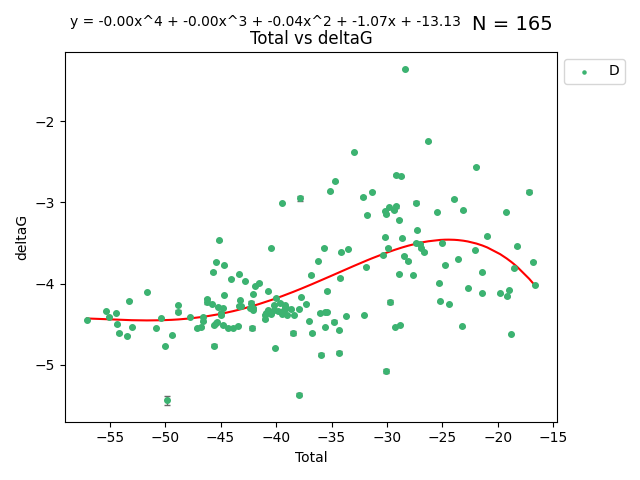 y = -0.00x^4 + -0.00x^3 + -0.04x^2 + -1.07x + -13.13
N = 165
Total vs deltaG
D
deltaG
−2
−3
−4
−5
−55
−50
−45
−40
−35
−30
−25
−20
−15
Total